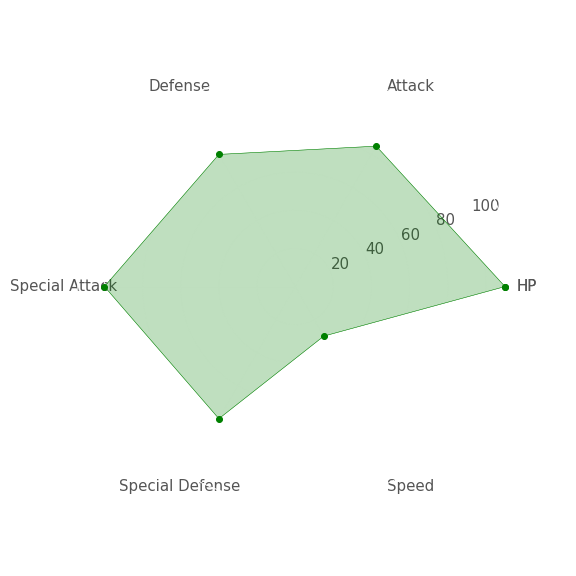 Defense
Attack
100
80
60
40
20
Special Attack
HP
Special Defense
Speed